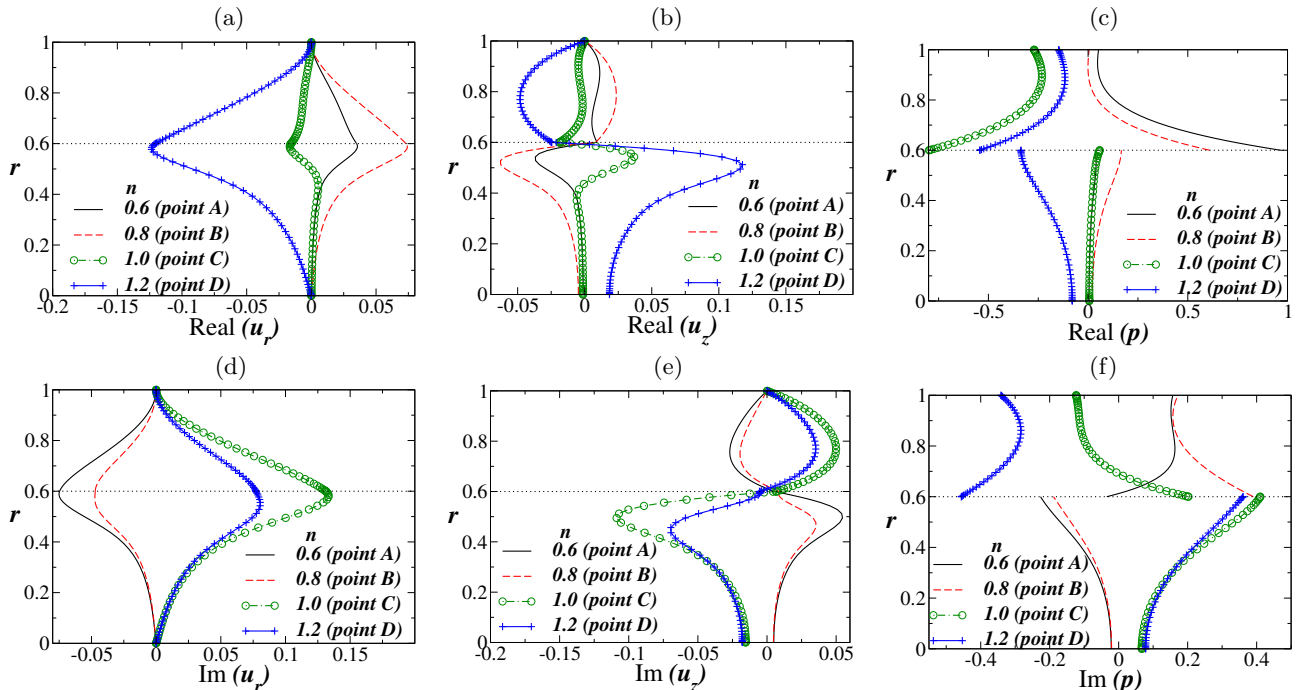 (a)
1
0.8
0.6
r
0.4
0.2
0
n
0.6 (point A)
0.8 (point B)
1.0 (point C)
1.2 (point D)
-0.2 -0.15 -0.1 -0.05 0 0.05
Real (u_r)
(b)
1
0.8
0.6
r
0.4
0.2
0
n
0.6 (point A)
0.8 (point B)
1.0 (point C)
1.2 (point D)
-0.05 0 0.05 0.1 0.15
Real (u_z)
(c)
1
0.8
0.6
r
0.4
0.2
0
n
0.6 (point A)
0.8 (point B)
1.0 (point C)
1.2 (point D)
-0.5 0 0.5 1
Real (p)
(d)
1
0.8
0.6
r
0.4
0.2
0
n
0.6 (point A)
0.8 (point B)
1.0 (point C)
1.2 (point D)
-0.05 0 0.05 0.1 0.15
Im (u_r)
(e)
1
0.8
0.6
r
0.4
0.2
0
n
0.6 (point A)
0.8 (point B)
1.0 (point C)
1.2 (point D)
-0.2 -0.15 -0.1 -0.05 0 0.05
Im (u_z)
(f)
1
0.8
0.6
r
0.4
0.2
0
n
0.6 (point A)
0.8 (point B)
1.0 (point C)
1.2 (point D)
-0.4 -0.2 0 0.2 0.4
Im (p)